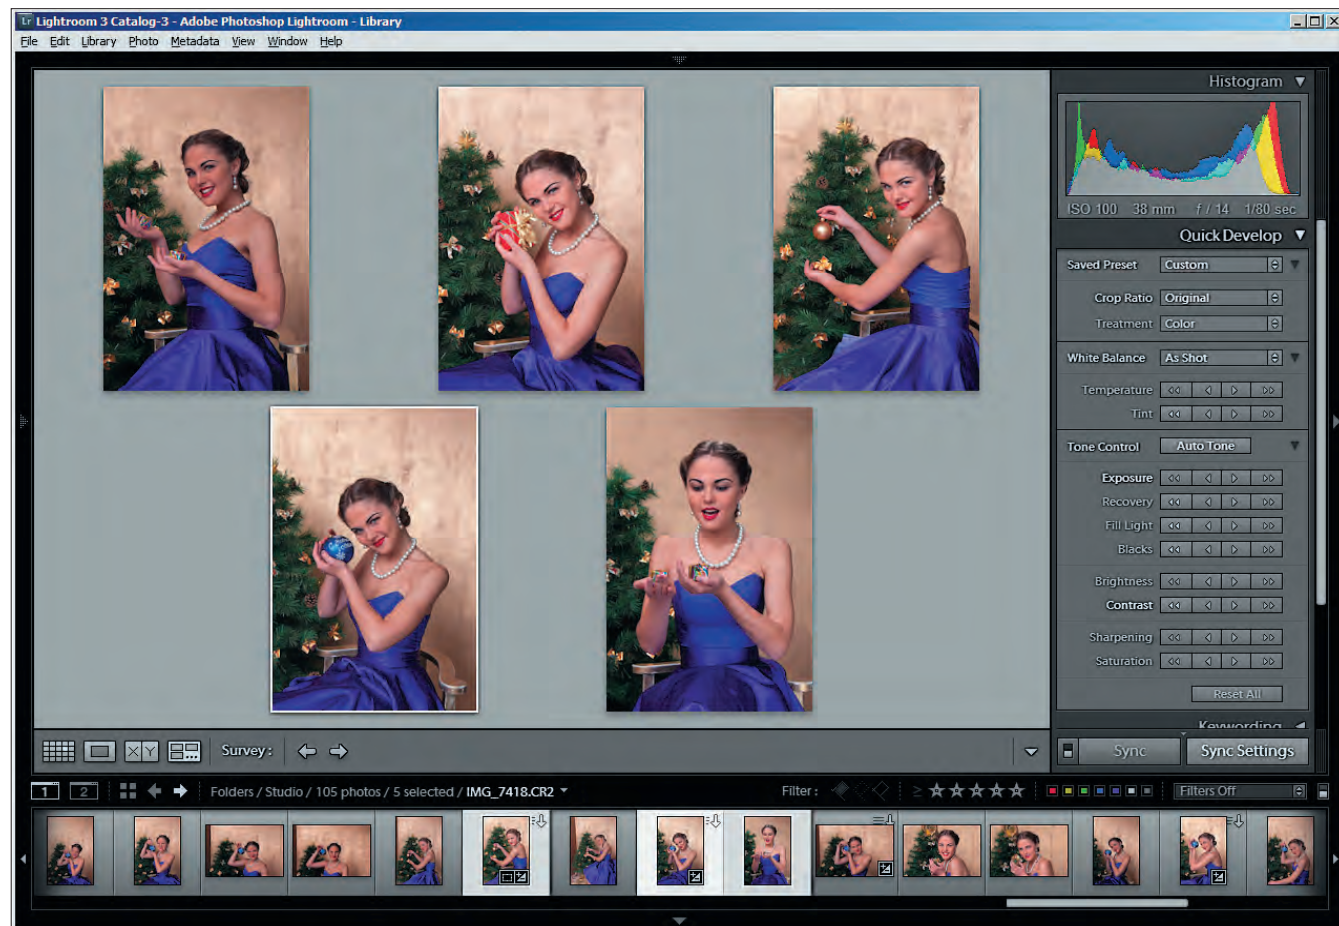 Lr Lightroom 3 Catalog-3 - Adobe Photoshop Lightroom - Library
File Edit Library Photo Metadata View Window Help
Histogram
ISO 100 38 mm f / 14 1/80 sec
Quick Develop
Saved Preset Custom
Crop Ratio Original
Treatment Color
White Balance As Shot
Temperature
Tint
Tone Control Auto Tone
Exposure
Recovery
Fill Light
Blacks
Brightness
Contrast
Sharpening
Saturation
Reset All
Keywording
X Y Survey :
Sync Sync Settings
1 2 Folders / Studio / 105 photos / 5 selected / IMG_7418.CR2 Filter : ≥ Filters Off